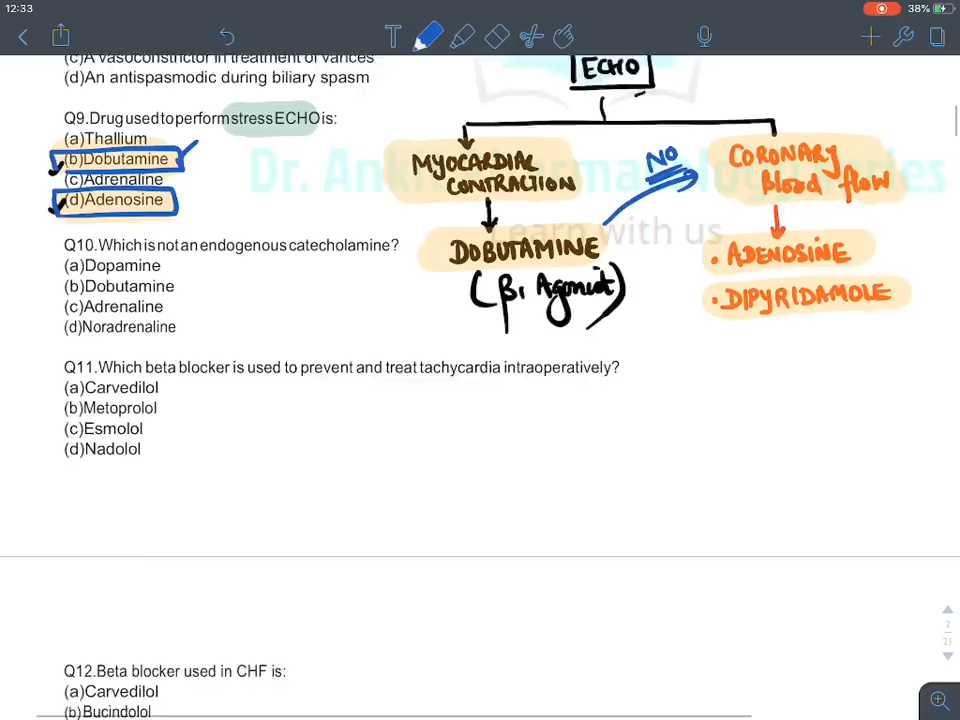 12:33
38%
T
(c)A vasoconstrictor in treatment of varices
(d)An antispasmodic during biliary spasm
ECHO
Q9.Drug used to perform stress ECHO is:
(a)Thallium
(b)Dobutamine
(c)Adrenaline
(d)Adenosine
MYOCARDIAL
CONTRACTION
NO
CORONARY
Blood flow
DOBUTAMINE
(β1 Agonist)
. ADENOSINE
. DIPYRIDAMOLE
Learn with us
Q10.Which is not an endogenous catecholamine?
(a)Dopamine
(b)Dobutamine
(c)Adrenaline
(d)Noradrenaline
Q11.Which beta blocker is used to prevent and treat tachycardia intraoperatively?
(a)Carvedilol
(b)Metoprolol
(c)Esmolol
(d)Nadolol
2
21
Q12.Beta blocker used in CHF is:
(a)Carvedilol
(b)Bucindolol